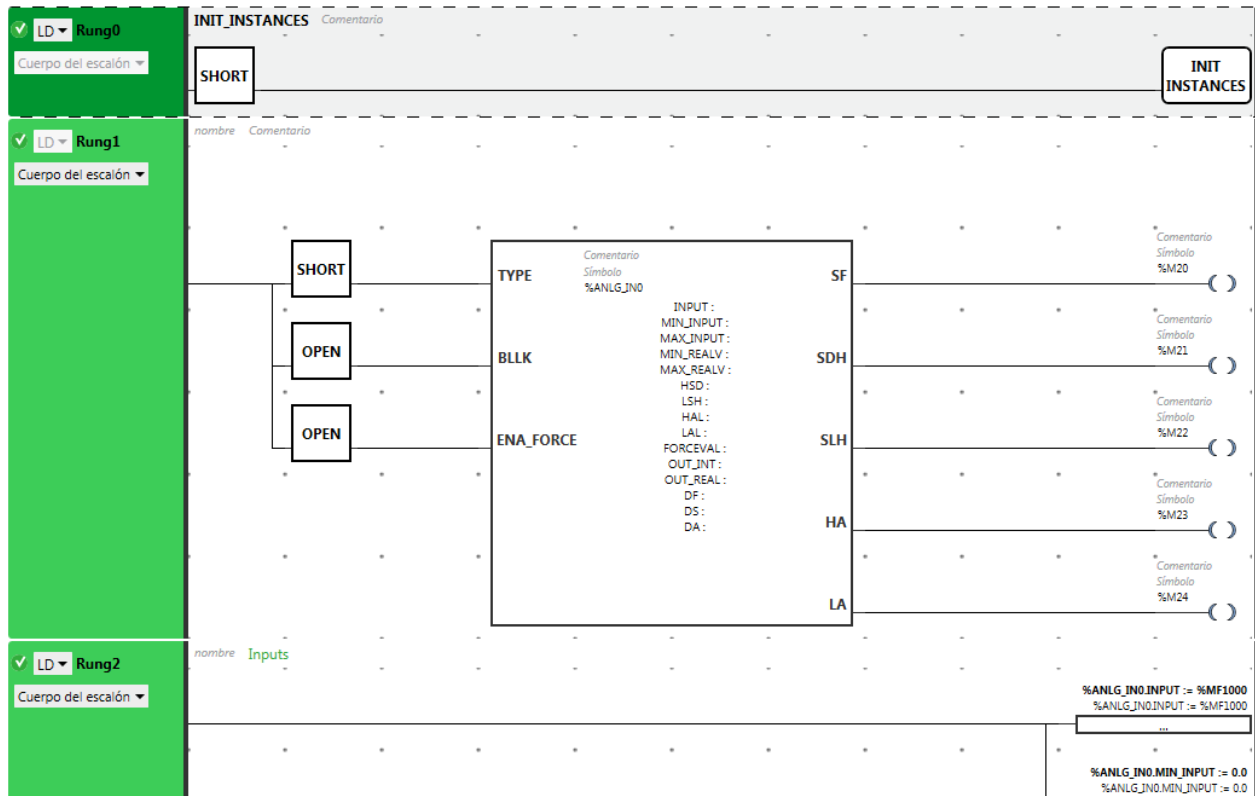 LD Rung0
Cuerpo del escalón
INIT_INSTANCES Comentario
SHORT
INIT
INSTANCES
LD Rung1
Cuerpo del escalón
nombre Comentario
SHORT
OPEN
OPEN
TYPE
BLLK
ENA_FORCE
Comentario
Símbolo
%ANLG_IN0
INPUT :
MIN_INPUT :
MAX_INPUT :
MIN_REALV :
MAX_REALV :
HSD :
LSH :
HAL :
LAL :
FORCEVAL :
OUT_INT :
OUT_REAL :
DF :
DS :
DA :
SF
SDH
SLH
HA
LA
Comentario
Símbolo
%M20
Comentario
Símbolo
%M21
Comentario
Símbolo
%M22
Comentario
Símbolo
%M23
Comentario
Símbolo
%M24
LD Rung2
Cuerpo del escalón
nombre Inputs
%ANLG_IN0.INPUT := %MF1000
%ANLG_IN0.INPUT := %MF1000
...
%ANLG_IN0.MIN_INPUT := 0.0
%ANLG_IN0.MIN_INPUT := 0.0